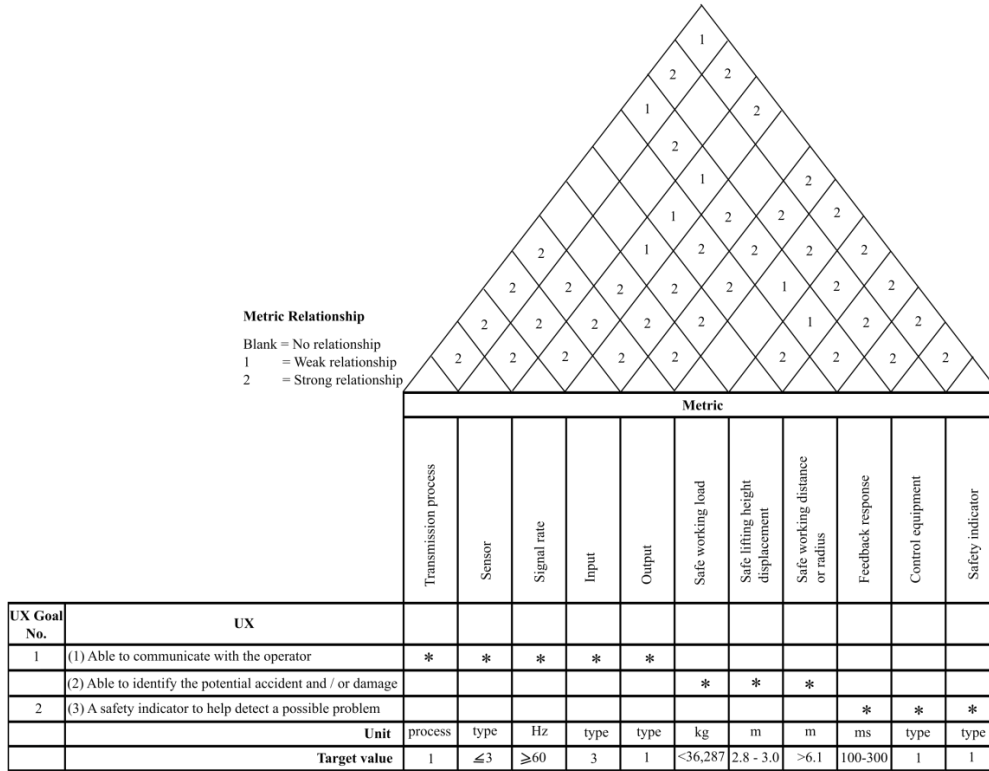 1
2 2
1 2
2
1 2
1 2 2 2
2 1 2 2 2 2
2 2 2 2 2 1 2 2
2 2 2 2 2 1 2 2
2 2 2 2 2 2 2 2 2
Metric Relationship
Blank = No relationship
1 = Weak relationship
2 = Strong relationship
Metric
Transmission process
Sensor
Signal rate
Input
Output
Safe working load
Safe lifting height
displacement
Safe working distance
or radius
Feedback response
Control equipment
Safety indicator
UX Goal
No.
UX
1 (1) Able to communicate with the operator * * * * *
(2) Able to identify the potential accident and / or damage * * *
2 (3) A safety indicator to help detect a possible problem * * *
Unit process type Hz type type kg m m ms type type
Target value 1 ⩽3 ⩾60 3 1 <36,287 2.8 - 3.0 >6.1 100-300 1 1